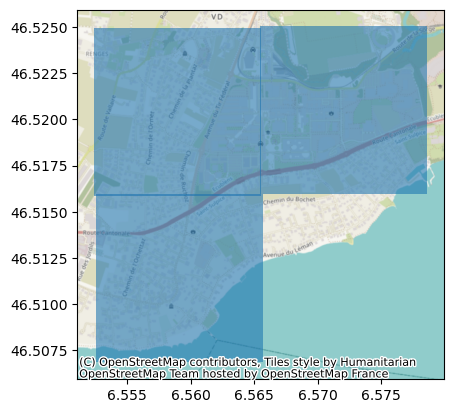 46.5250
46.5225
46.5200
46.5175
46.5150
46.5125
46.5100
46.5075
VD
Chemin du Bochet
Avenue du Léman
(C) OpenStreetMap contributors, Tiles style by Humanitarian
OpenStreetMap Team hosted by OpenStreetMap France
6.555
6.560
6.565
6.570
6.575